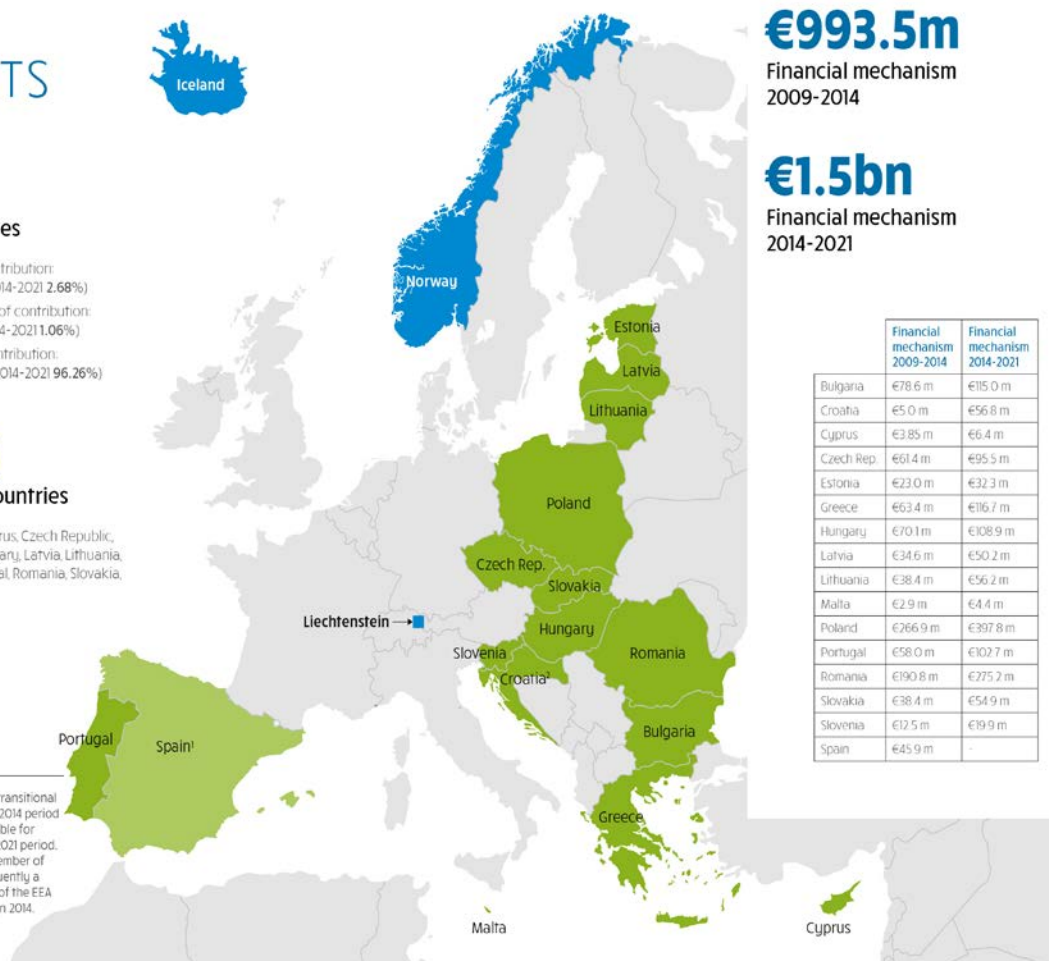 TS
es
tribution:
14-2021 2.68%)
of contribution:
4-2021 1.06%)
ntribution:
014-2021 96.26%)
ountries
rus, Czech Republic,
ary, Latvia, Lithuania,
al, Romania, Slovakia,
ransitional
2014 period
ble for
2021 period.
ember of
uently a
of the EEA
n 2014.
Iceland
Norway
Estonia
Latvia
Lithuania
Poland
Czech Rep.
Slovakia
Liechtenstein
Hungary
Slovenia
Romania
Croatia²
Portugal
Spain¹
Bulgaria
Greece
Malta
Cyprus
€993.5m
Financial mechanism
2009-2014
€1.5bn
Financial mechanism
2014-2021
Financial mechanism 2009-2014 Financial mechanism 2014-2021
Bulgaria €78.6 m €115.0 m
Croatia €5.0 m €56.8 m
Cyprus €3.85 m €6.4 m
Czech Rep. €61.4 m €95.5 m
Estonia €23.0 m €32.3 m
Greece €63.4 m €116.7 m
Hungary €70.1 m €108.9 m
Latvia €34.6 m €50.2 m
Lithuania €38.4 m €56.2 m
Malta €2.9 m €4.4 m
Poland €266.9 m €397.8 m
Portugal €58.0 m €102.7 m
Romania €190.8 m €275.2 m
Slovakia €38.4 m €54.9 m
Slovenia €12.5 m €19.9 m
Spain €45.9 m -